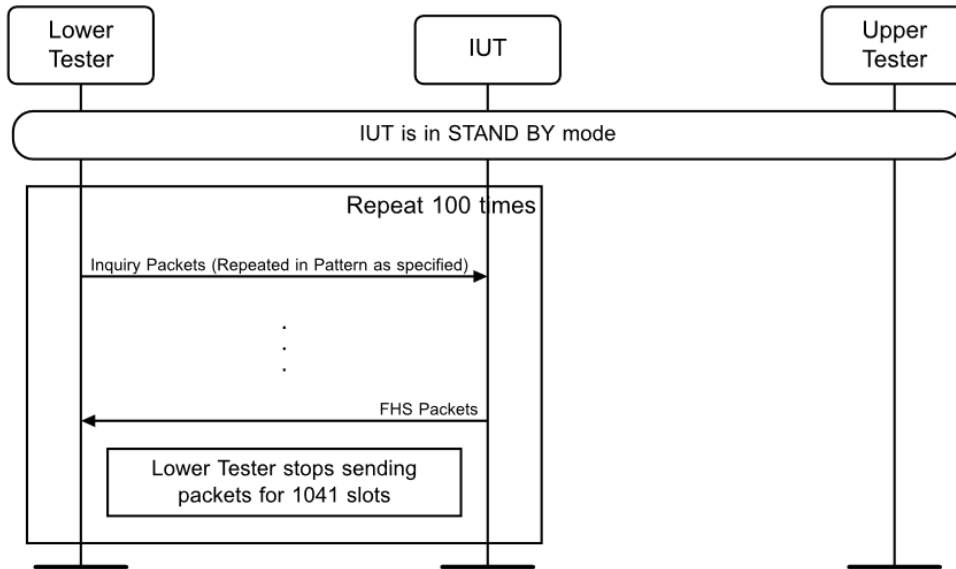 Lower
Tester
IUT
Upper
Tester
IUT is in STAND BY mode
Repeat 100 times
Inquiry Packets (Repeated in Pattern as specified)
.
.
.
FHS Packets
Lower Tester stops sending
packets for 1041 slots